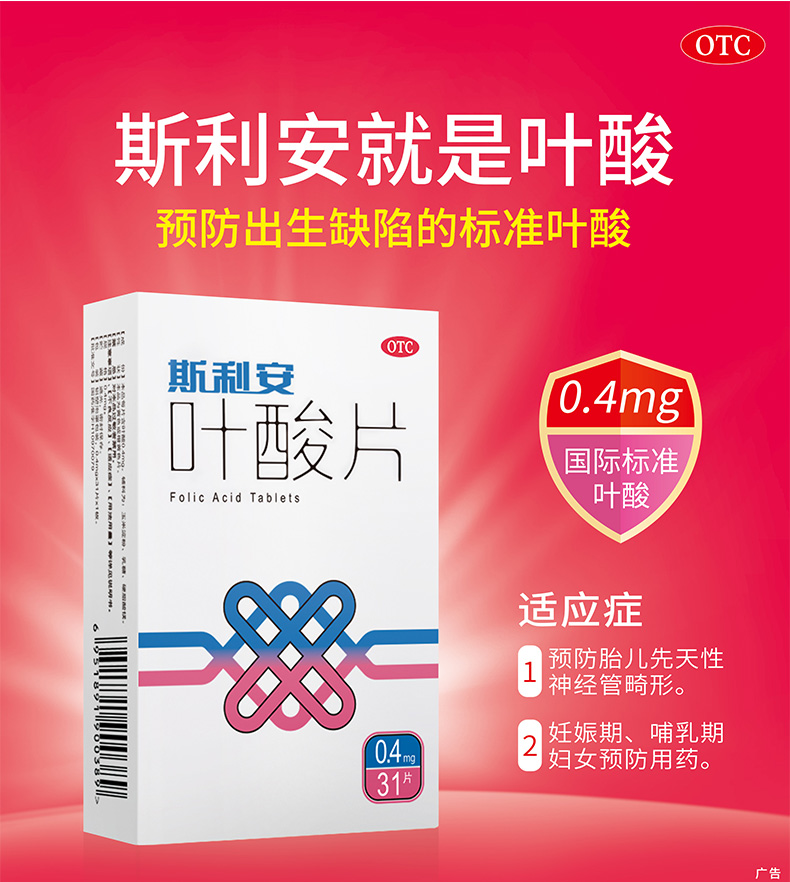 OTC
斯利安就是叶酸
预防出生缺陷的标准叶酸
OTC
斯利安
叶酸片
Folic Acid Tablets
0.4mg
31片
0.4mg
国际标准
叶酸
适应症
1 预防胎儿先天性
神经管畸形。
2 妊娠期、哺乳期
妇女预防用药。
广告